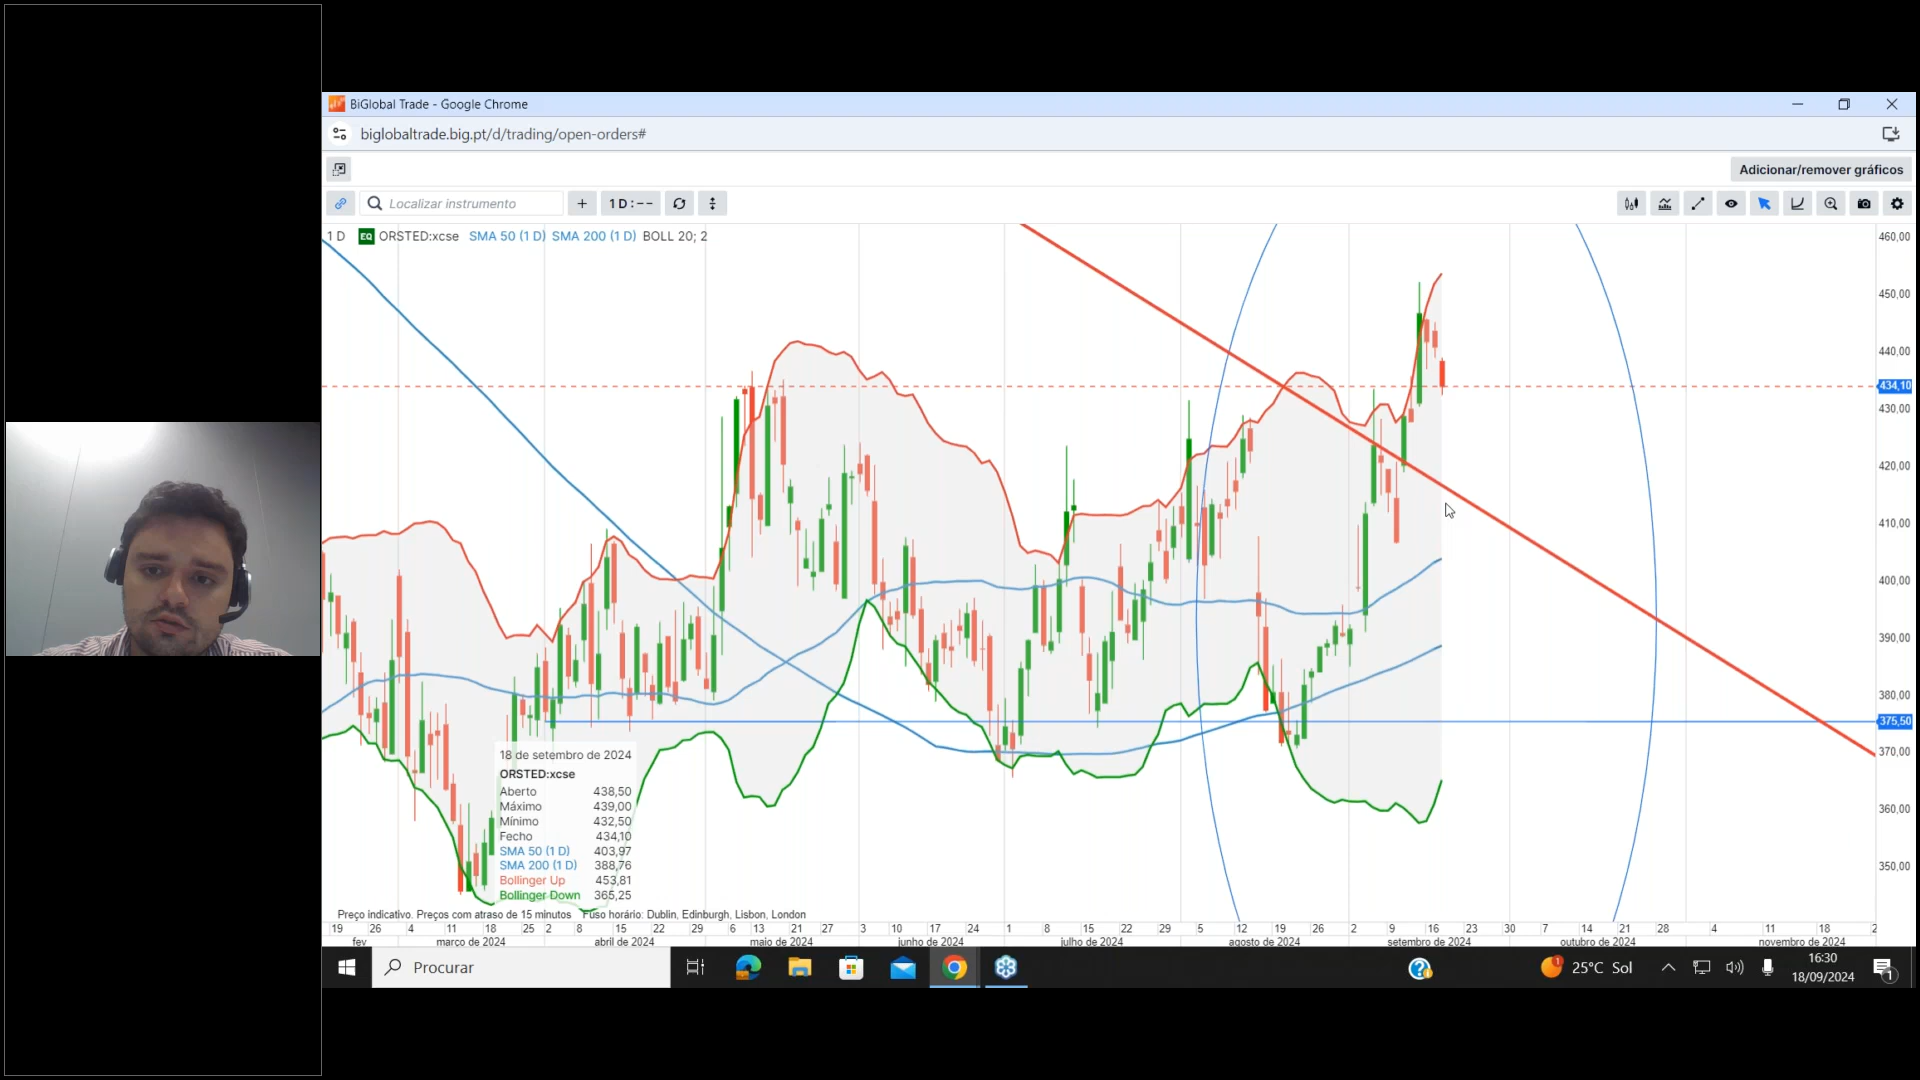 BiGlobal Trade - Google Chrome
biglobaltrade.big.pt/d/trading/open-orders#
Adicionar/remover gráficos
Localizar instrumento
1 D : --
1 D EQ ORSTED:xcse SMA 50 (1 D) SMA 200 (1 D) BOLL 20; 2
460,00
450,00
440,00
434,10
430,00
420,00
410,00
400,00
390,00
380,00
375,50
370,00
360,00
350,00
18 de setembro de 2024
ORSTED:xcse
Aberto 438,50
Máximo 439,00
Mínimo 432,50
Fecho 434,10
SMA 50 (1 D) 403,97
SMA 200 (1 D) 388,76
Bollinger Up 453,81
Bollinger Down 365,25
Preço indicativo. Preços com atraso de 15 minutos Fuso horário: Dublin, Edinburgh, Lisbon, London
19 26 4 11 18 25 2 8 15 22 29 6 13 21 27 3 10 17 24 1 8 15 22 29 5 12 19 26 2 9 16 23 30 7 14 21 28 4 11 18 2
fev março de 2024 abril de 2024 maio de 2024 junho de 2024 julho de 2024 agosto de 2024 setembro de 2024 outubro de 2024 novembro de 2024
Procurar
1
25°C Sol
16:30
18/09/2024
1